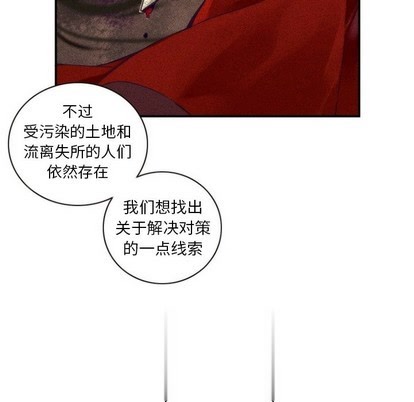 不过
受污染的土地和
流离失所的人们
依然存在
我们想找出
关于解决对策
的一点线索